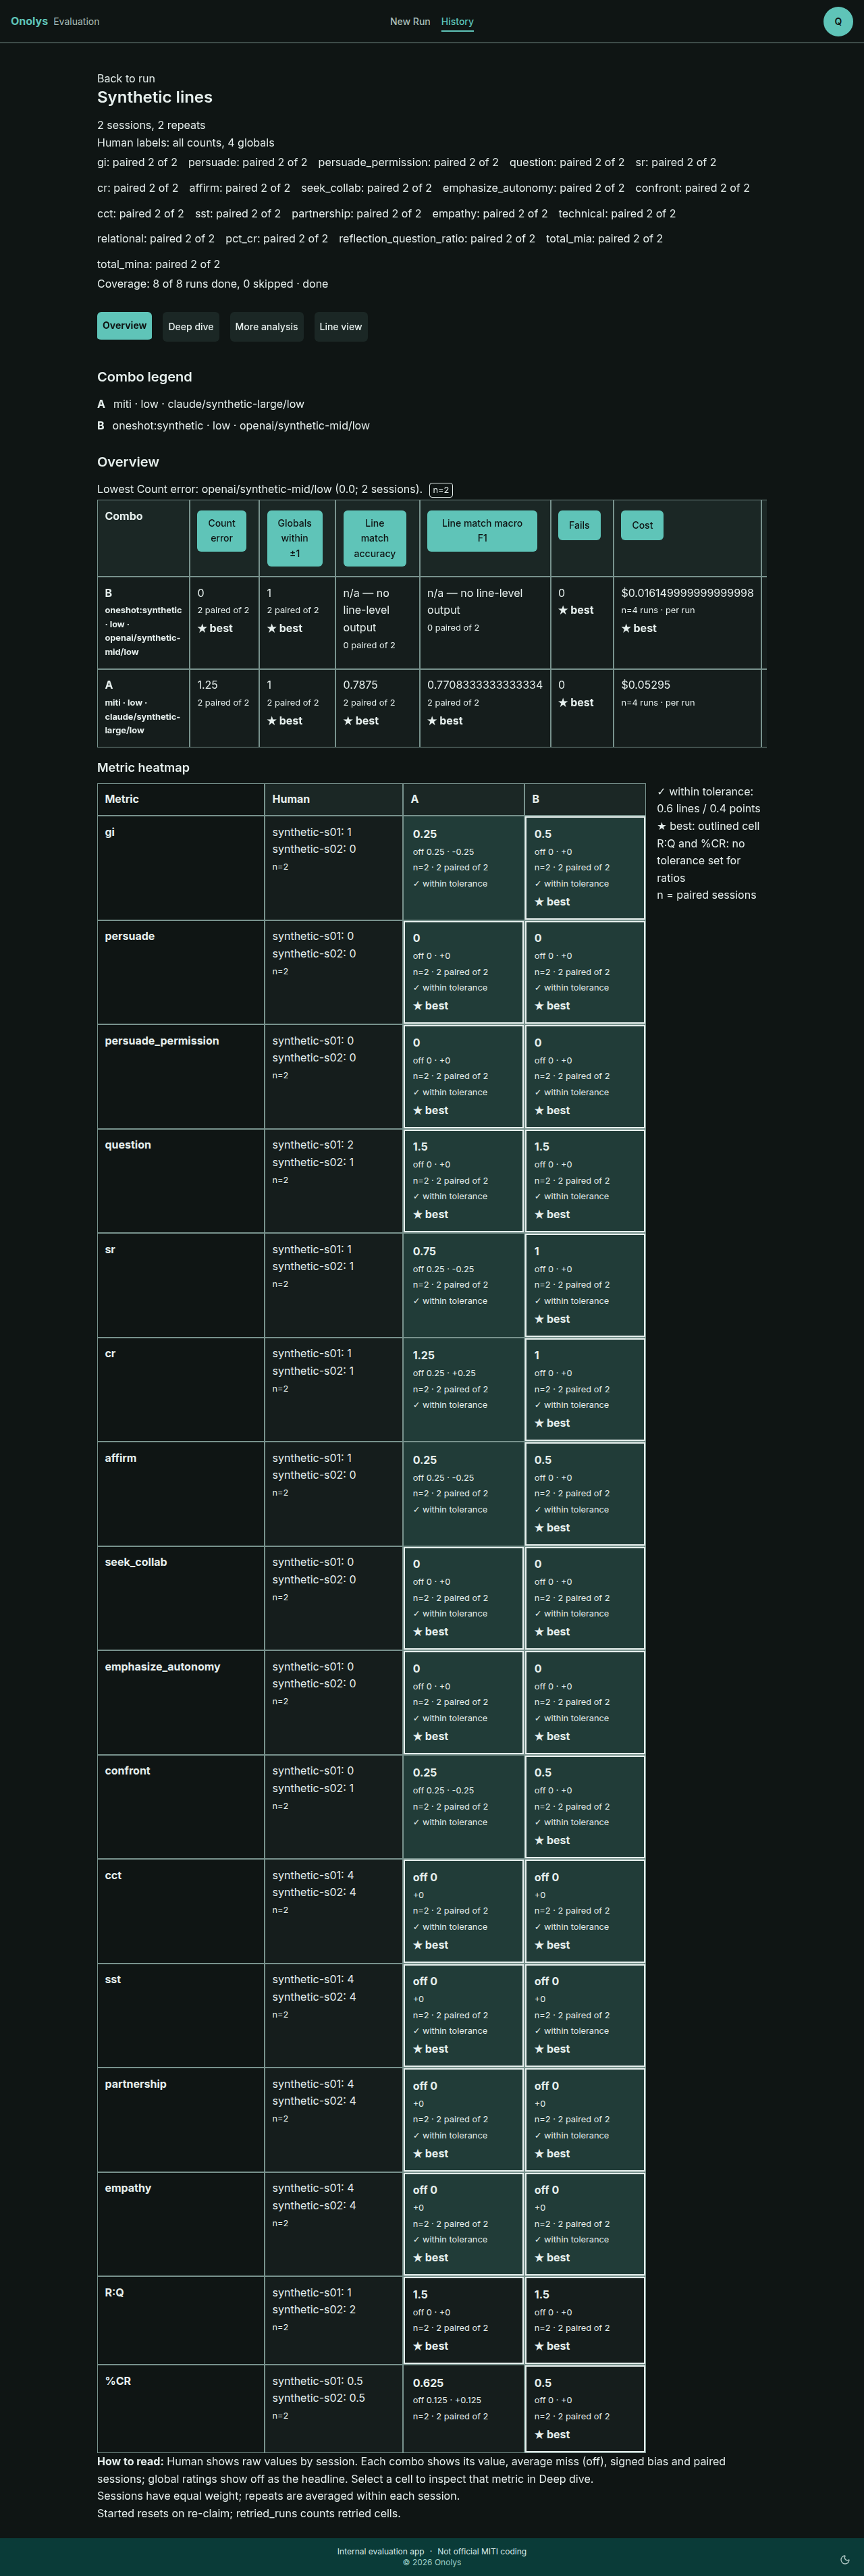 Onolys Evaluation New Run History Q
Back to run
Synthetic lines
2 sessions, 2 repeats
Human labels: all counts, 4 globals
gi: paired 2 of 2 persuade: paired 2 of 2 persuade_permission: paired 2 of 2 question: paired 2 of 2 sr: paired 2 of 2
cr: paired 2 of 2 affirm: paired 2 of 2 seek_collab: paired 2 of 2 emphasize_autonomy: paired 2 of 2 confront: paired 2 of 2
cct: paired 2 of 2 sst: paired 2 of 2 partnership: paired 2 of 2 empathy: paired 2 of 2 technical: paired 2 of 2
relational: paired 2 of 2 pct_cr: paired 2 of 2 reflection_question_ratio: paired 2 of 2 total_mia: paired 2 of 2
total_mina: paired 2 of 2
Coverage: 8 of 8 runs done, 0 skipped · done
Overview Deep dive More analysis Line view
Combo legend
A miti · low · claude/synthetic-large/low
B oneshot:synthetic · low · openai/synthetic-mid/low
Overview
Lowest Count error: openai/synthetic-mid/low (0.0; 2 sessions). n=2
Combo
Count
error
Globals
within
±1
Line
match
accuracy
Line match macro
F1
Fails
Cost
B
oneshot:synthetic
· low ·
openai/synthetic-
mid/low
0
2 paired of 2
★ best
1
2 paired of 2
★ best
n/a — no
line-level
output
0 paired of 2
n/a — no line-level
output
0 paired of 2
0
★ best
$0.016149999999999998
n=4 runs · per run
★ best
A
miti · low ·
claude/synthetic-
large/low
1.25
2 paired of 2
1
2 paired of 2
★ best
0.7875
2 paired of 2
★ best
0.7708333333333334
2 paired of 2
★ best
0
★ best
$0.05295
n=4 runs · per run
Metric heatmap
Metric Human A B
✓ within tolerance:
0.6 lines / 0.4 points
★ best: outlined cell
R:Q and %CR: no
tolerance set for
ratios
n = paired sessions
gi
synthetic-s01: 1
synthetic-s02: 0
n=2
0.25
off 0.25 · -0.25
n=2 · 2 paired of 2
✓ within tolerance
0.5
off 0 · +0
n=2 · 2 paired of 2
✓ within tolerance
★ best
persuade
synthetic-s01: 0
synthetic-s02: 0
n=2
0
off 0 · +0
n=2 · 2 paired of 2
✓ within tolerance
★ best
0
off 0 · +0
n=2 · 2 paired of 2
✓ within tolerance
★ best
persuade_permission
synthetic-s01: 0
synthetic-s02: 0
n=2
0
off 0 · +0
n=2 · 2 paired of 2
✓ within tolerance
★ best
0
off 0 · +0
n=2 · 2 paired of 2
✓ within tolerance
★ best
question
synthetic-s01: 2
synthetic-s02: 1
n=2
1.5
off 0 · +0
n=2 · 2 paired of 2
✓ within tolerance
★ best
1.5
off 0 · +0
n=2 · 2 paired of 2
✓ within tolerance
★ best
sr
synthetic-s01: 1
synthetic-s02: 1
n=2
0.75
off 0.25 · -0.25
n=2 · 2 paired of 2
✓ within tolerance
1
off 0 · +0
n=2 · 2 paired of 2
✓ within tolerance
★ best
cr
synthetic-s01: 1
synthetic-s02: 1
n=2
1.25
off 0.25 · +0.25
n=2 · 2 paired of 2
✓ within tolerance
1
off 0 · +0
n=2 · 2 paired of 2
✓ within tolerance
★ best
affirm
synthetic-s01: 1
synthetic-s02: 0
n=2
0.25
off 0.25 · -0.25
n=2 · 2 paired of 2
✓ within tolerance
0.5
off 0 · +0
n=2 · 2 paired of 2
✓ within tolerance
★ best
seek_collab
synthetic-s01: 0
synthetic-s02: 0
n=2
0
off 0 · +0
n=2 · 2 paired of 2
✓ within tolerance
★ best
0
off 0 · +0
n=2 · 2 paired of 2
✓ within tolerance
★ best
emphasize_autonomy
synthetic-s01: 0
synthetic-s02: 0
n=2
0
off 0 · +0
n=2 · 2 paired of 2
✓ within tolerance
★ best
0
off 0 · +0
n=2 · 2 paired of 2
✓ within tolerance
★ best
confront
synthetic-s01: 0
synthetic-s02: 1
n=2
0.25
off 0.25 · -0.25
n=2 · 2 paired of 2
✓ within tolerance
0.5
off 0 · +0
n=2 · 2 paired of 2
✓ within tolerance
★ best
cct
synthetic-s01: 4
synthetic-s02: 4
n=2
off 0
+0
n=2 · 2 paired of 2
✓ within tolerance
★ best
off 0
+0
n=2 · 2 paired of 2
✓ within tolerance
★ best
sst
synthetic-s01: 4
synthetic-s02: 4
n=2
off 0
+0
n=2 · 2 paired of 2
✓ within tolerance
★ best
off 0
+0
n=2 · 2 paired of 2
✓ within tolerance
★ best
partnership
synthetic-s01: 4
synthetic-s02: 4
n=2
off 0
+0
n=2 · 2 paired of 2
✓ within tolerance
★ best
off 0
+0
n=2 · 2 paired of 2
✓ within tolerance
★ best
empathy
synthetic-s01: 4
synthetic-s02: 4
n=2
off 0
+0
n=2 · 2 paired of 2
✓ within tolerance
★ best
off 0
+0
n=2 · 2 paired of 2
✓ within tolerance
★ best
R:Q
synthetic-s01: 1
synthetic-s02: 2
n=2
1.5
off 0 · +0
n=2 · 2 paired of 2
★ best
1.5
off 0 · +0
n=2 · 2 paired of 2
★ best
%CR
synthetic-s01: 0.5
synthetic-s02: 0.5
n=2
0.625
off 0.125 · +0.125
n=2 · 2 paired of 2
0.5
off 0 · +0
n=2 · 2 paired of 2
★ best
How to read: Human shows raw values by session. Each combo shows its value, average miss (off), signed bias and paired
sessions; global ratings show off as the headline. Select a cell to inspect that metric in Deep dive.
Sessions have equal weight; repeats are averaged within each session.
Started resets on re-claim; retried_runs counts retried cells.
Internal evaluation app · Not official MITI coding
© 2026 Onolys